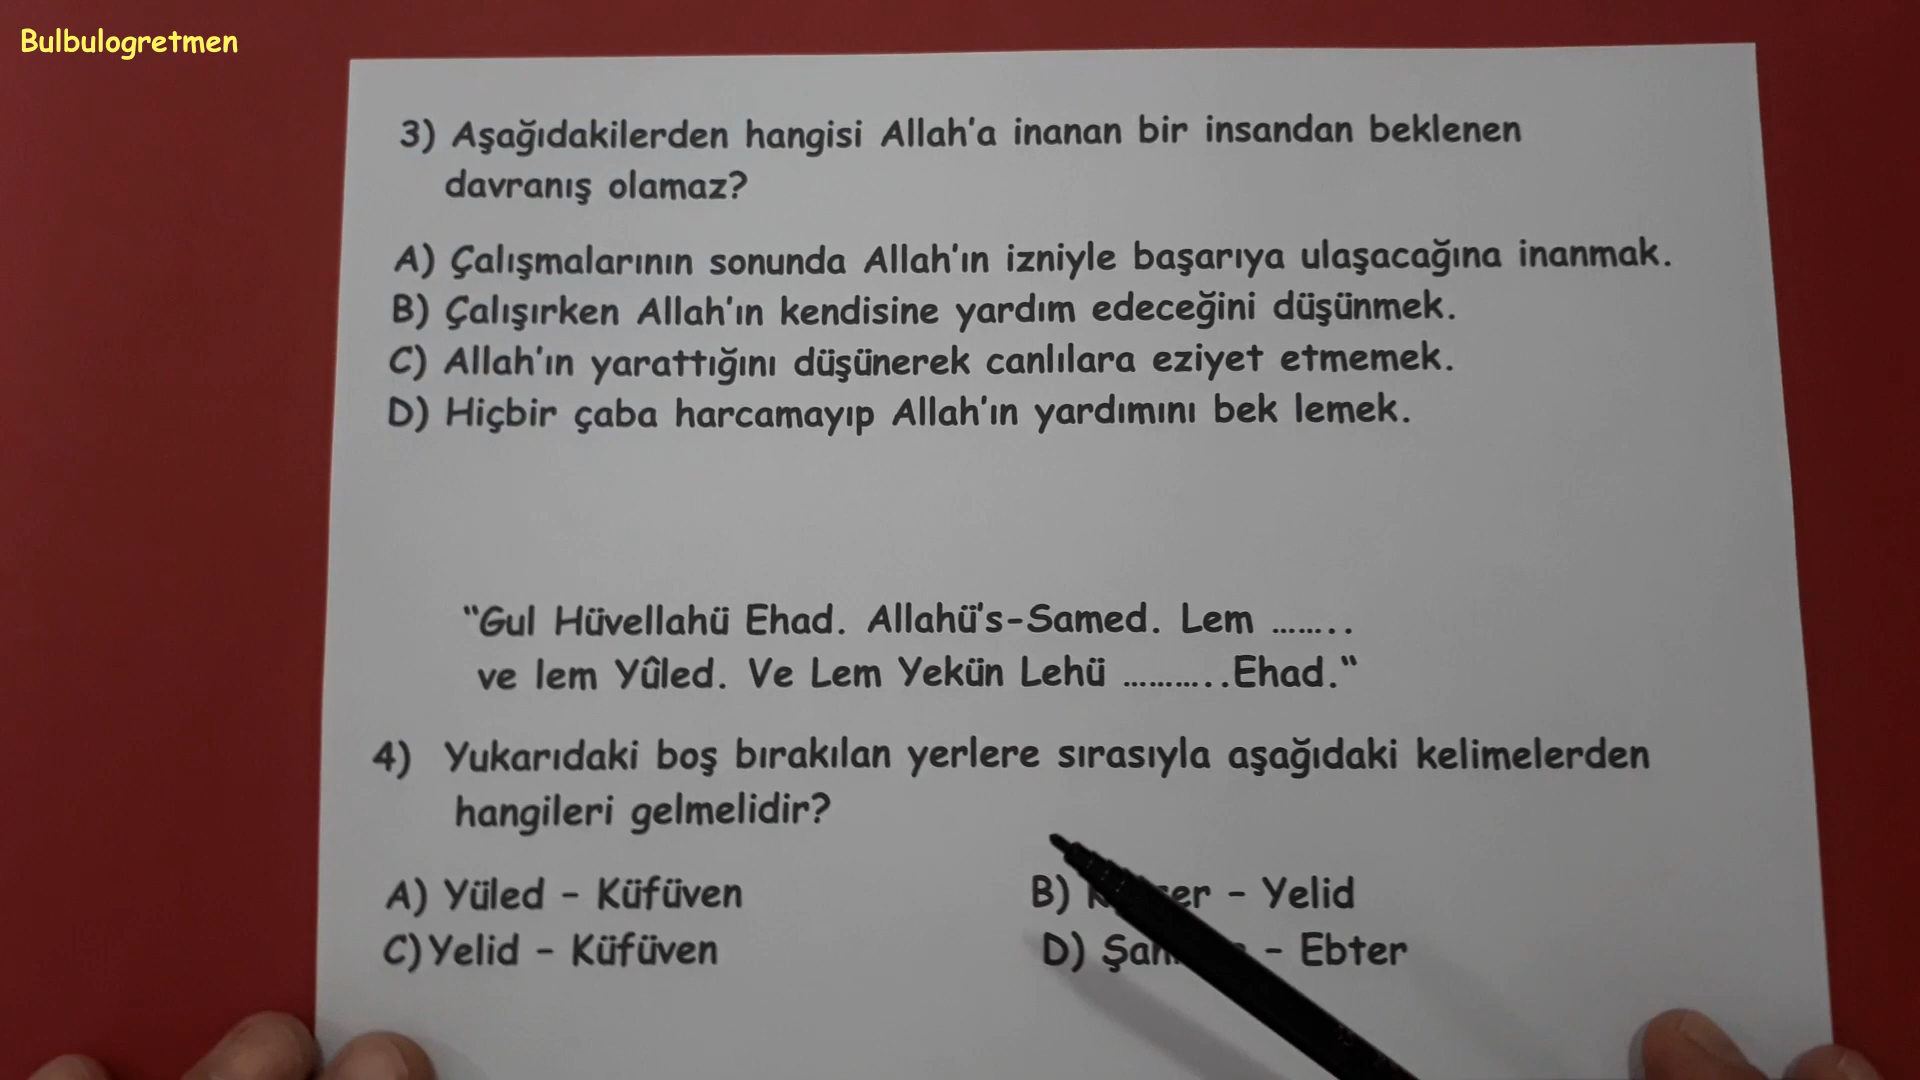 Bulbulogretmen
3) Aşağıdakilerden hangisi Allah'a inanan bir insandan beklenen
davranış olamaz?
A) Çalışmalarının sonunda Allah'ın izniyle başarıya ulaşacağına inanmak.
B) Çalışırken Allah'ın kendisine yardım edeceğini düşünmek.
C) Allah'ın yarattığını düşünerek canlılara eziyet etmemek.
D) Hiçbir çaba harcamayıp Allah'ın yardımını bek lemek.
"Gul Hüvellahü Ehad. Allahü's-Samed. Lem ........
ve lem Yûled. Ve Lem Yekün Lehü ...........Ehad."
4) Yukarıdaki boş bırakılan yerlere sırasıyla aşağıdaki kelimelerden
hangileri gelmelidir?
A) Yüled - Küfüven
B) - Yelid
C) Yelid - Küfüven
D) - Ebter